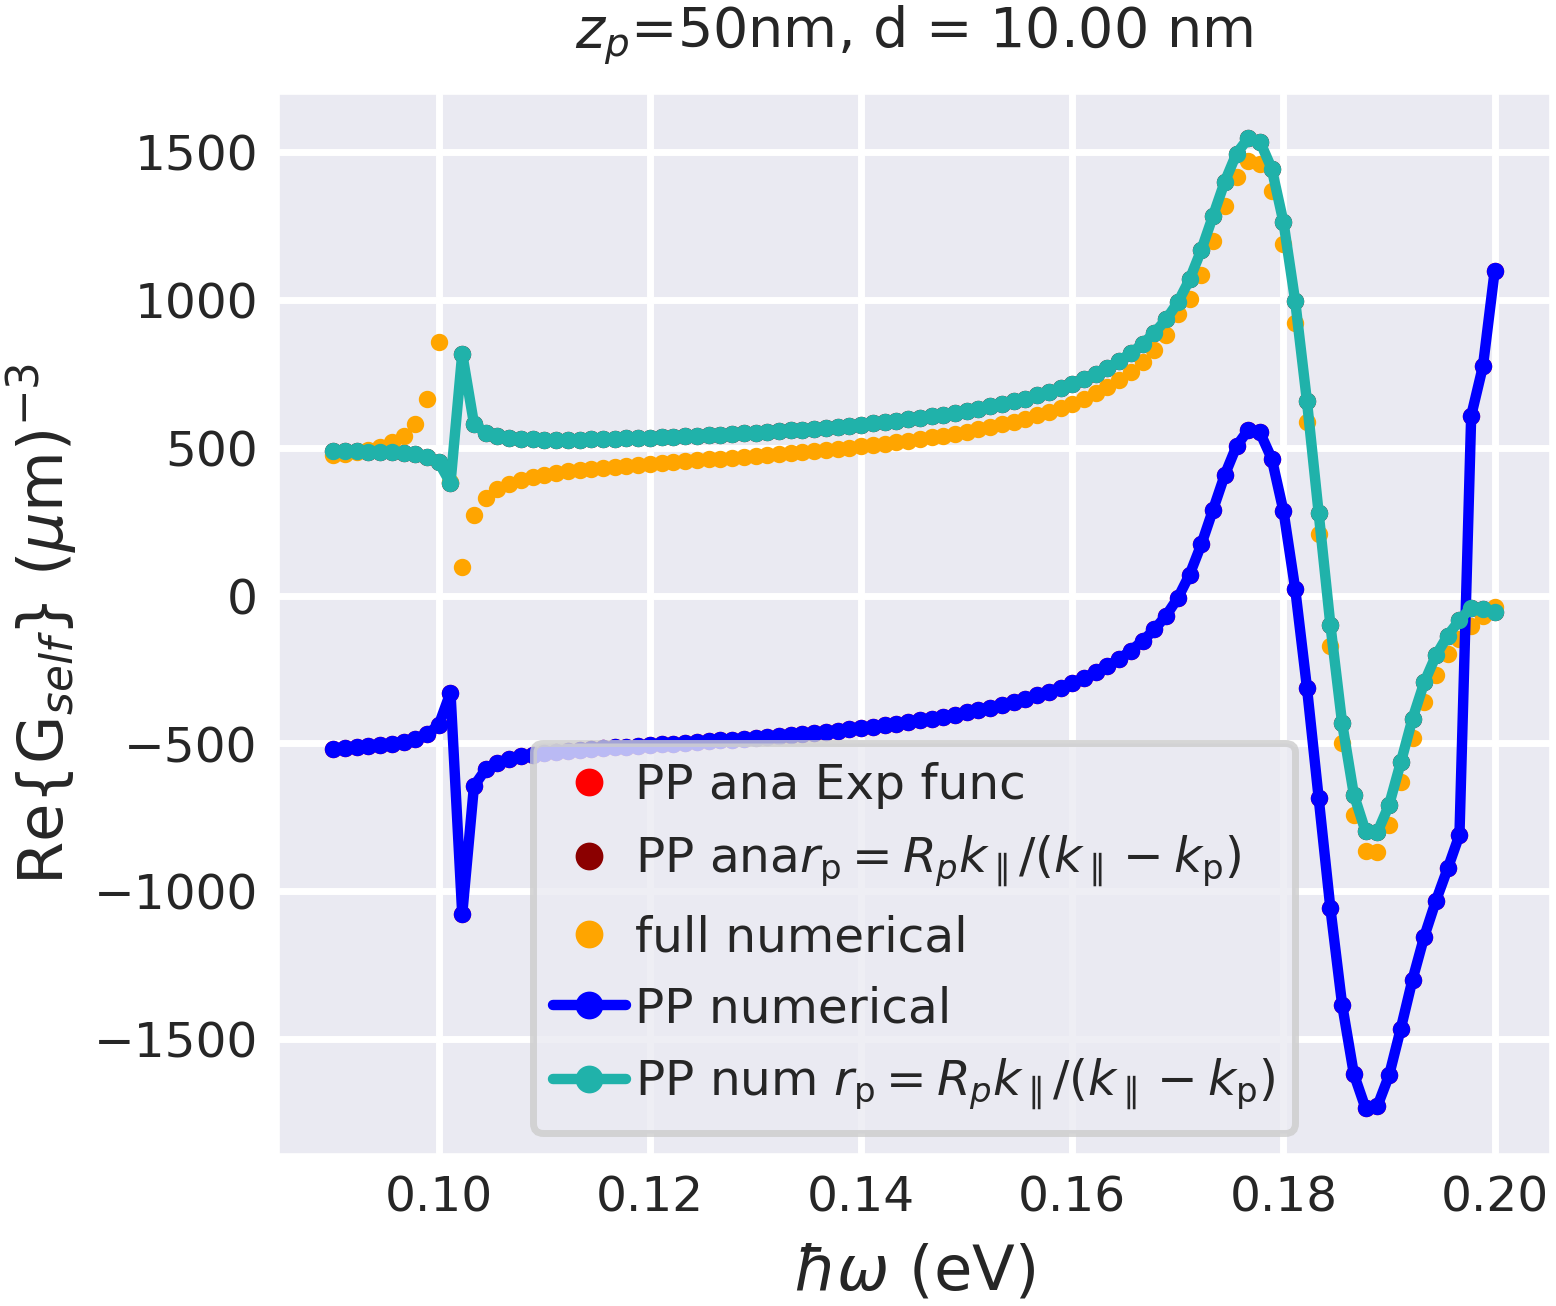 z_p=50nm, d = 10.00 nm
1500
1000
500
0
−500
−1000
−1500
Re{G_self} (μm)⁻³
PP ana Exp func
PP anar_p = R_p k_∥/(k_∥ − k_p)
full numerical
PP numerical
PP num r_p = R_p k_∥/(k_∥ − k_p)
0.10 0.12 0.14 0.16 0.18 0.20
ħω (eV)